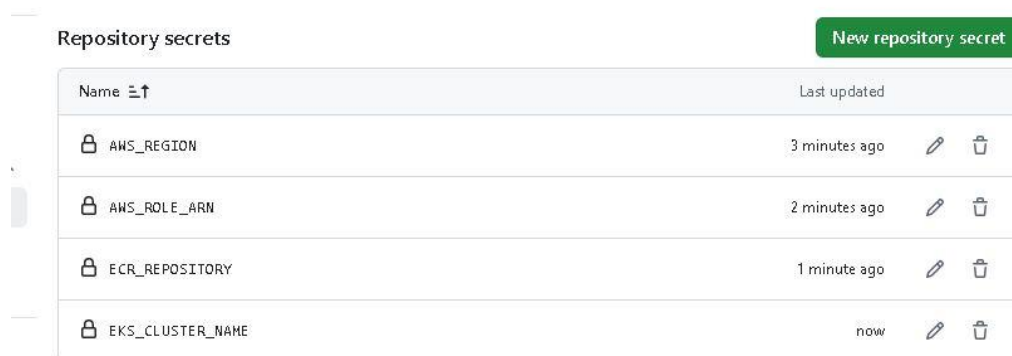 Repository secrets
New repository secret
Name
Last updated
AWS_REGION
3 minutes ago
AWS_ROLE_ARN
2 minutes ago
ECR_REPOSITORY
1 minute ago
EKS_CLUSTER_NAME
now